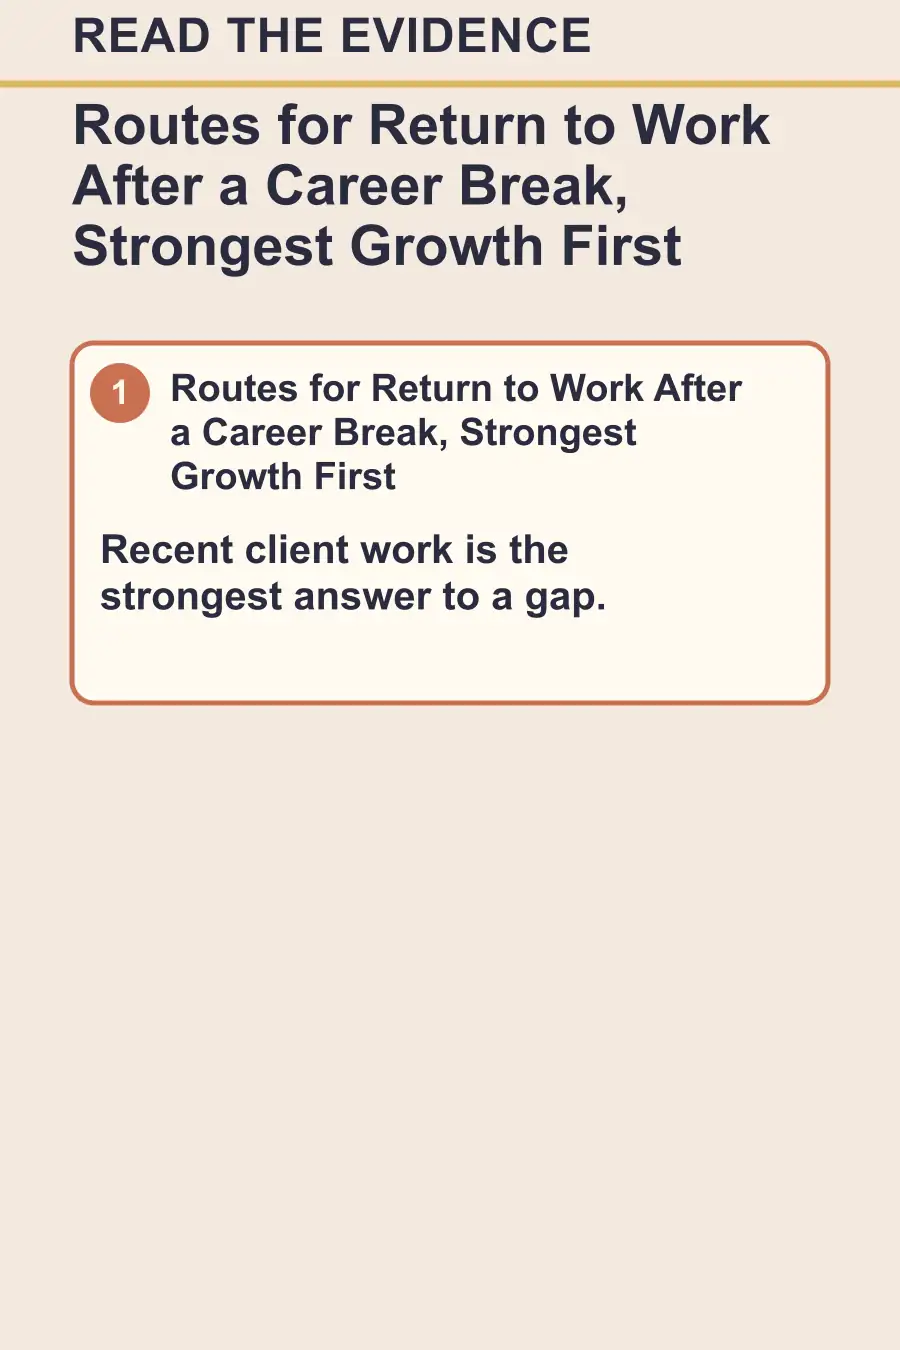 READ THE EVIDENCE
Routes for Return to Work
After a Career Break,
Strongest Growth First
1
Routes for Return to Work After
a Career Break, Strongest
Growth First
Recent client work is the
strongest answer to a gap.